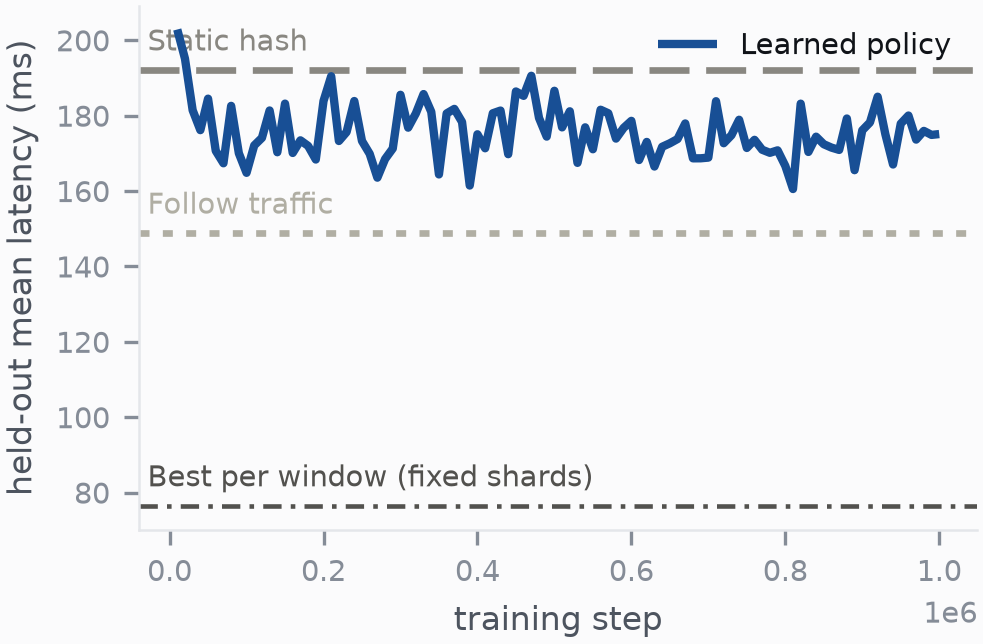 held-out mean latency (ms)
200
180
160
140
120
100
80
Static hash
Learned policy
Follow traffic
Best per window (fixed shards)
0.0
0.2
0.4
0.6
0.8
1.0
1e6
training step